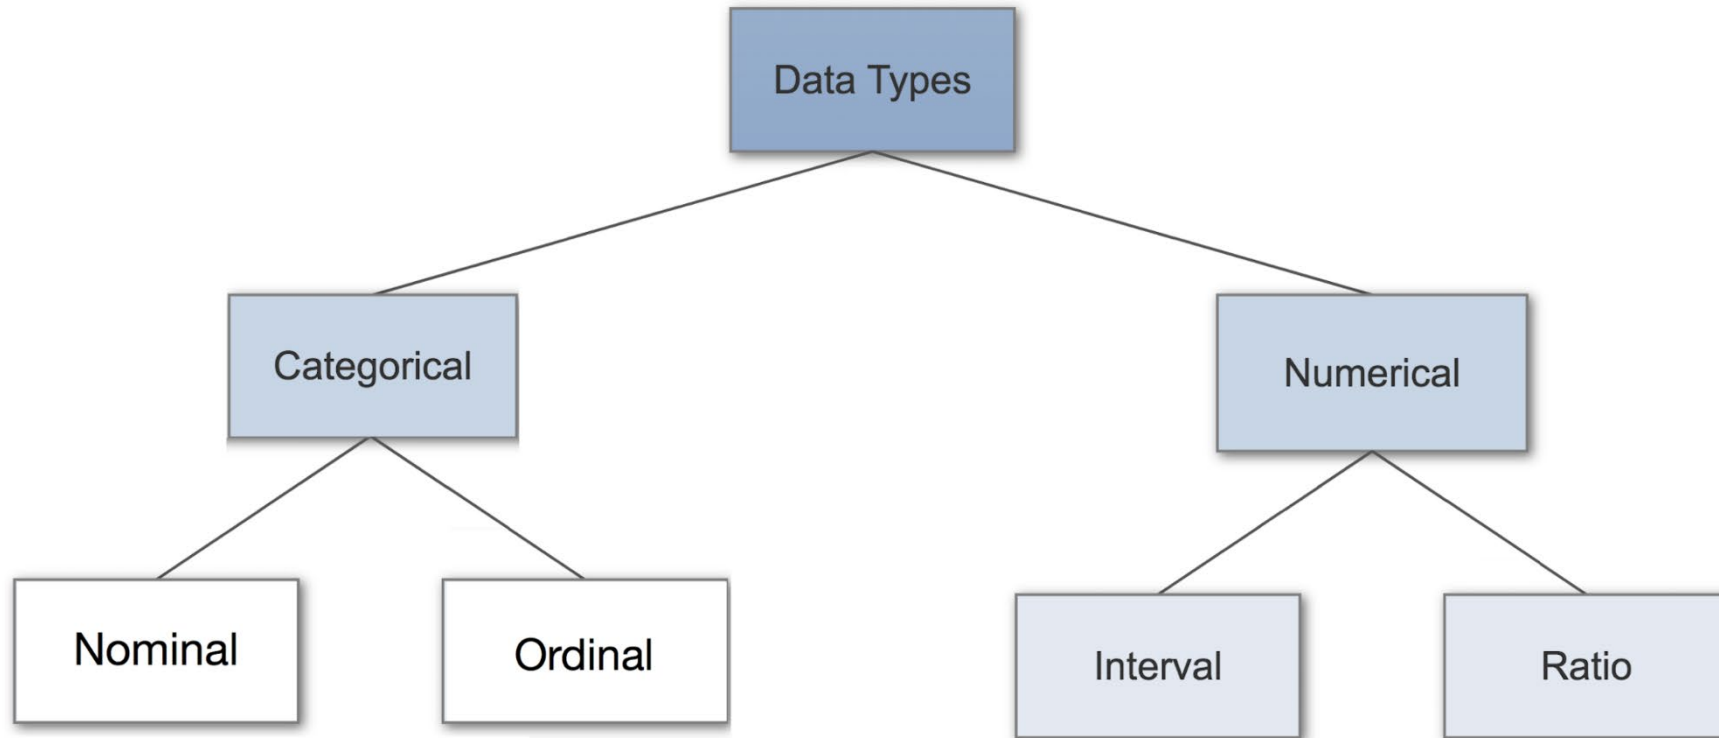 Data Types
Categorical
Numerical
Nominal
Ordinal
Interval
Ratio